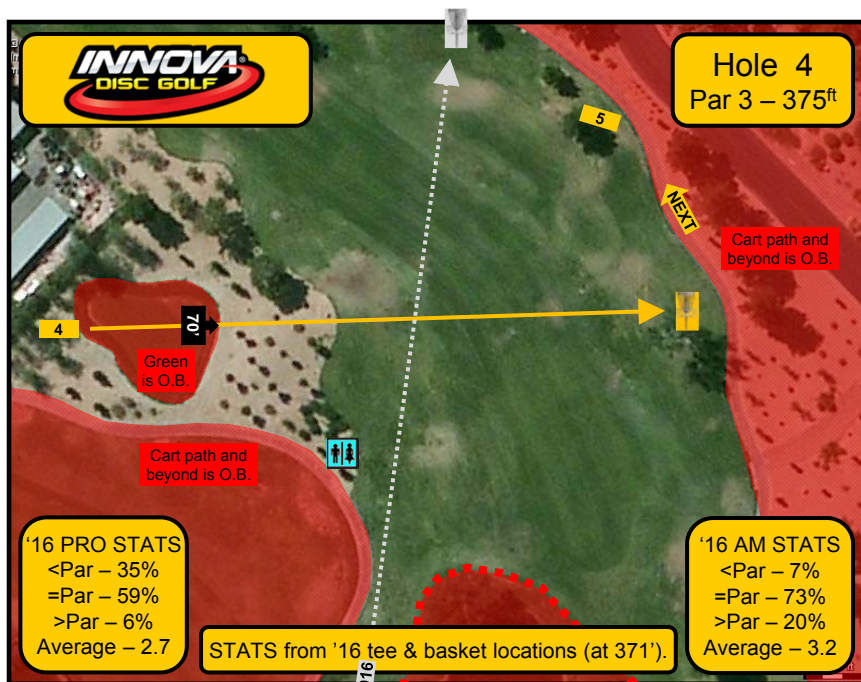 INNOVA®
DISC GOLF
Hole 4
Par 3 – 375ft
5
NEXT
Cart path and
beyond is O.B.
4
70'
Green
is O.B.
Cart path and
beyond is O.B.
'16 PRO STATS
<Par – 35%
=Par – 59%
>Par – 6%
Average – 2.7
STATS from '16 tee & basket locations (at 371').
'16 AM STATS
<Par – 7%
=Par – 73%
>Par – 20%
Average – 3.2